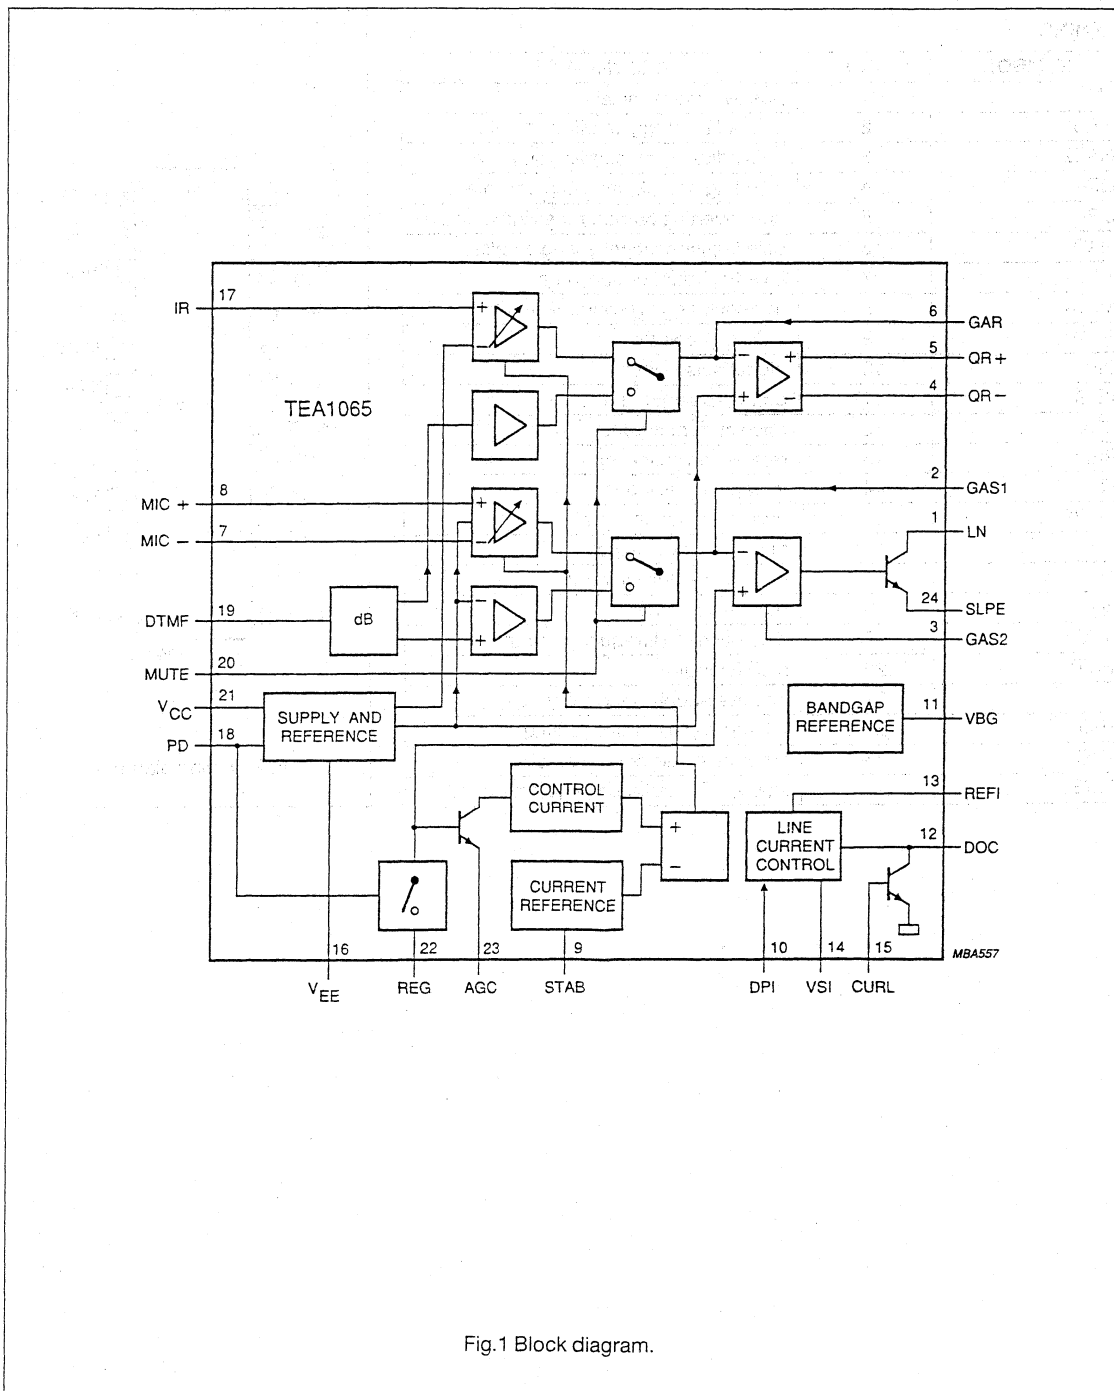 17
IR
+
−
6
GAR
5
QR+
4
QR−
− +
+ −
TEA1065
8
MIC +
7
MIC −
+
−
2
GAS1
1
LN
24
SLPE
3
GAS2
−
+
19
DTMF
dB
−
+
20
MUTE
21
VCC
18
PD
SUPPLY AND
REFERENCE
BANDGAP
REFERENCE
11
VBG
CONTROL
CURRENT
+
−
CURRENT
REFERENCE
LINE
CURRENT
CONTROL
13
REFI
12
DOC
16
22
23
9
10
14
15
MBA557
VEE
REG
AGC
STAB
DPI
VSI
CURL
Fig.1 Block diagram.